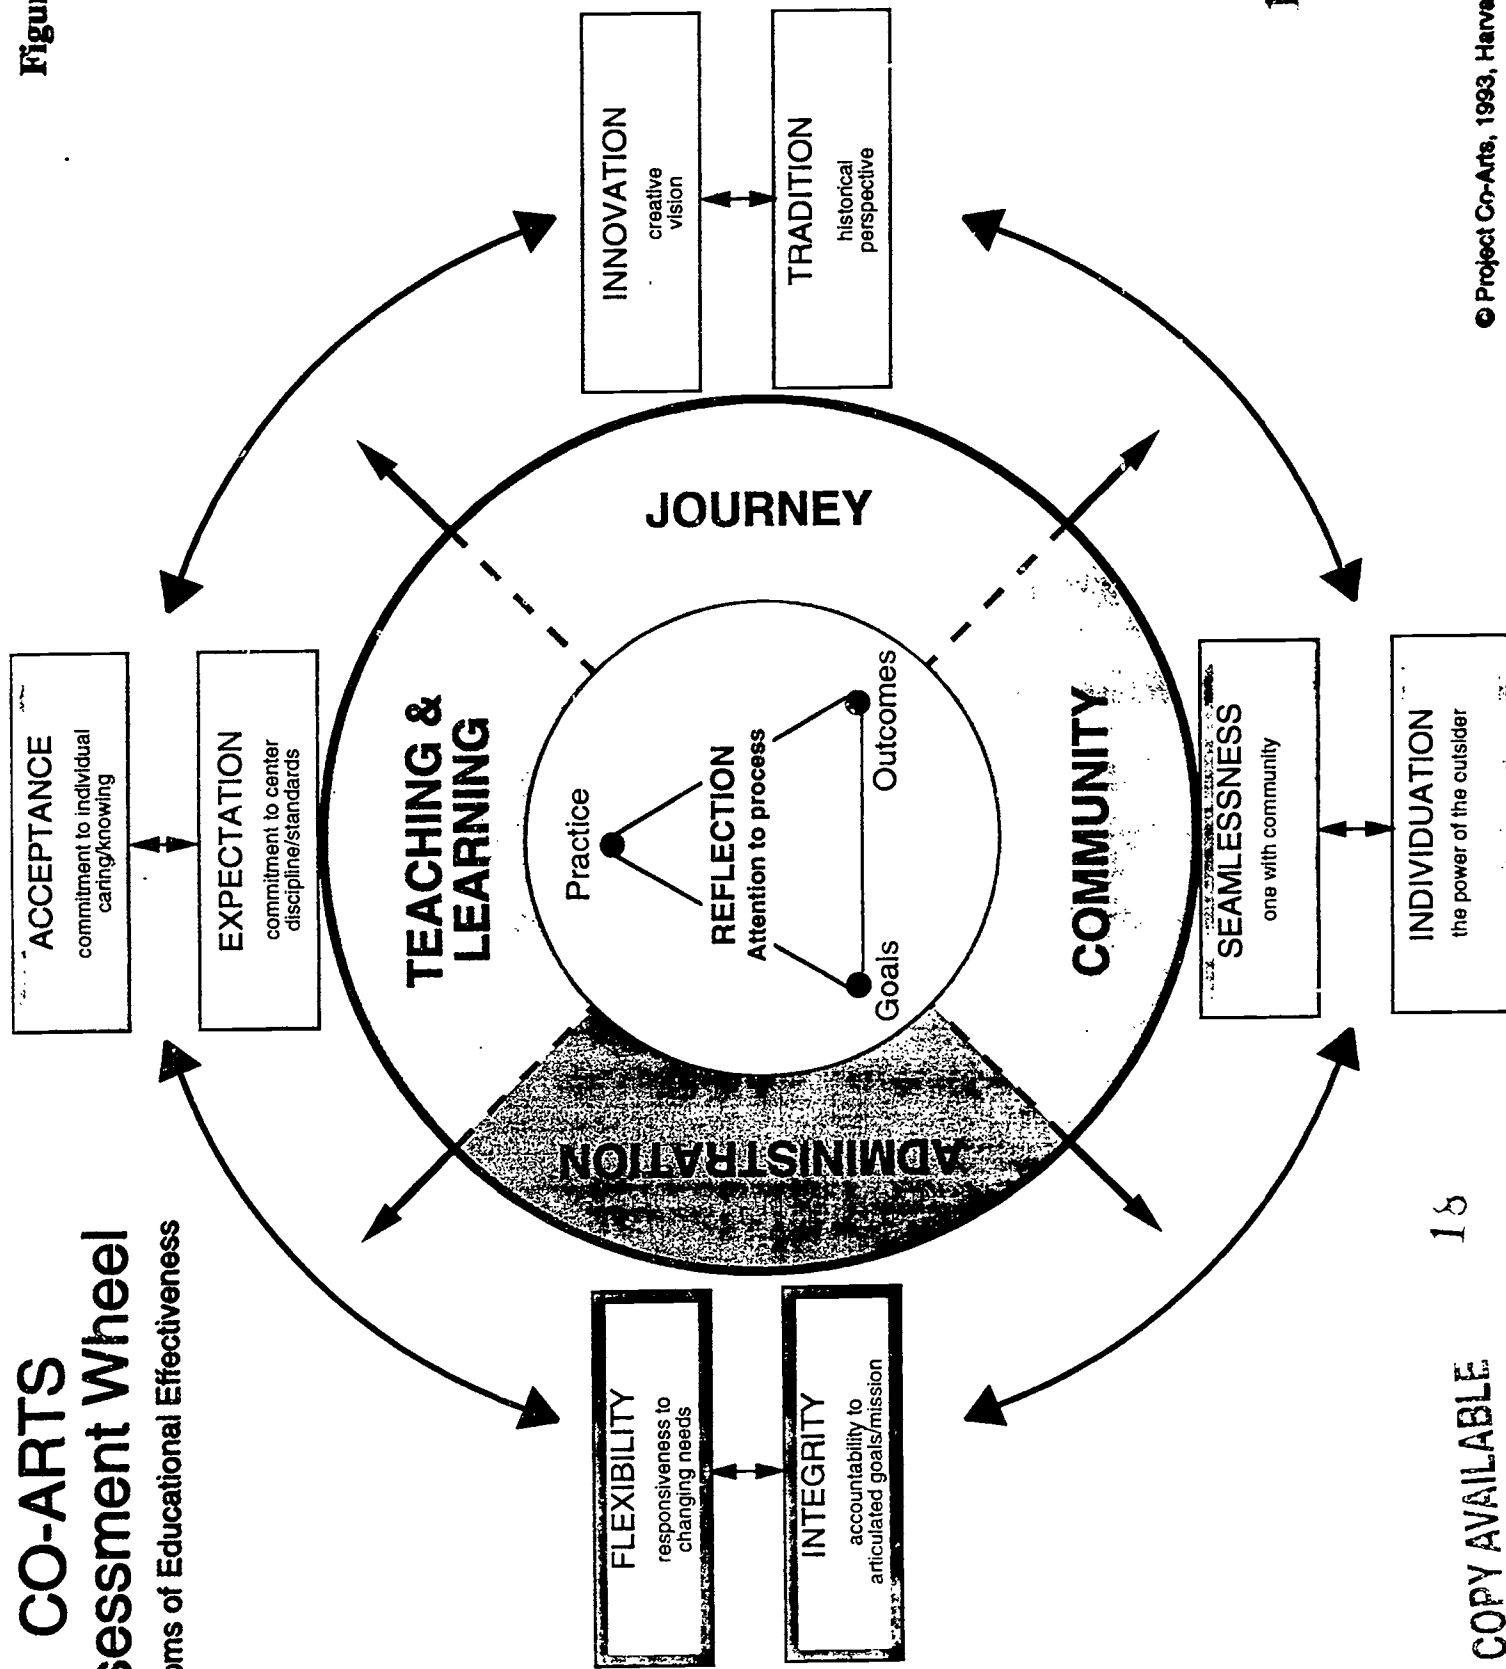 CO-ARTS
sessment Wheel
oms of Educational Effectiveness
Figur
ACCEPTANCE
commitment to individual
caring/knowing
EXPECTATION
commitment to center
discipline/standards
TEACHING &
LEARNING
FLEXIBILITY
responsiveness to
changing needs
INTEGRITY
accountability to
articulated goals/mission
ADMINISTRATION
Practice
REFLECTION
Attention to process
Goals
Outcomes
JOURNEY
INNOVATION
creative
vision
TRADITION
historical
perspective
COMMUNITY
SEAMLESSNESS
one with community
INDIVIDUATION
the power of the outsider
COPY AVAILABLE
18
© Project Co-Arts, 1993, Harva